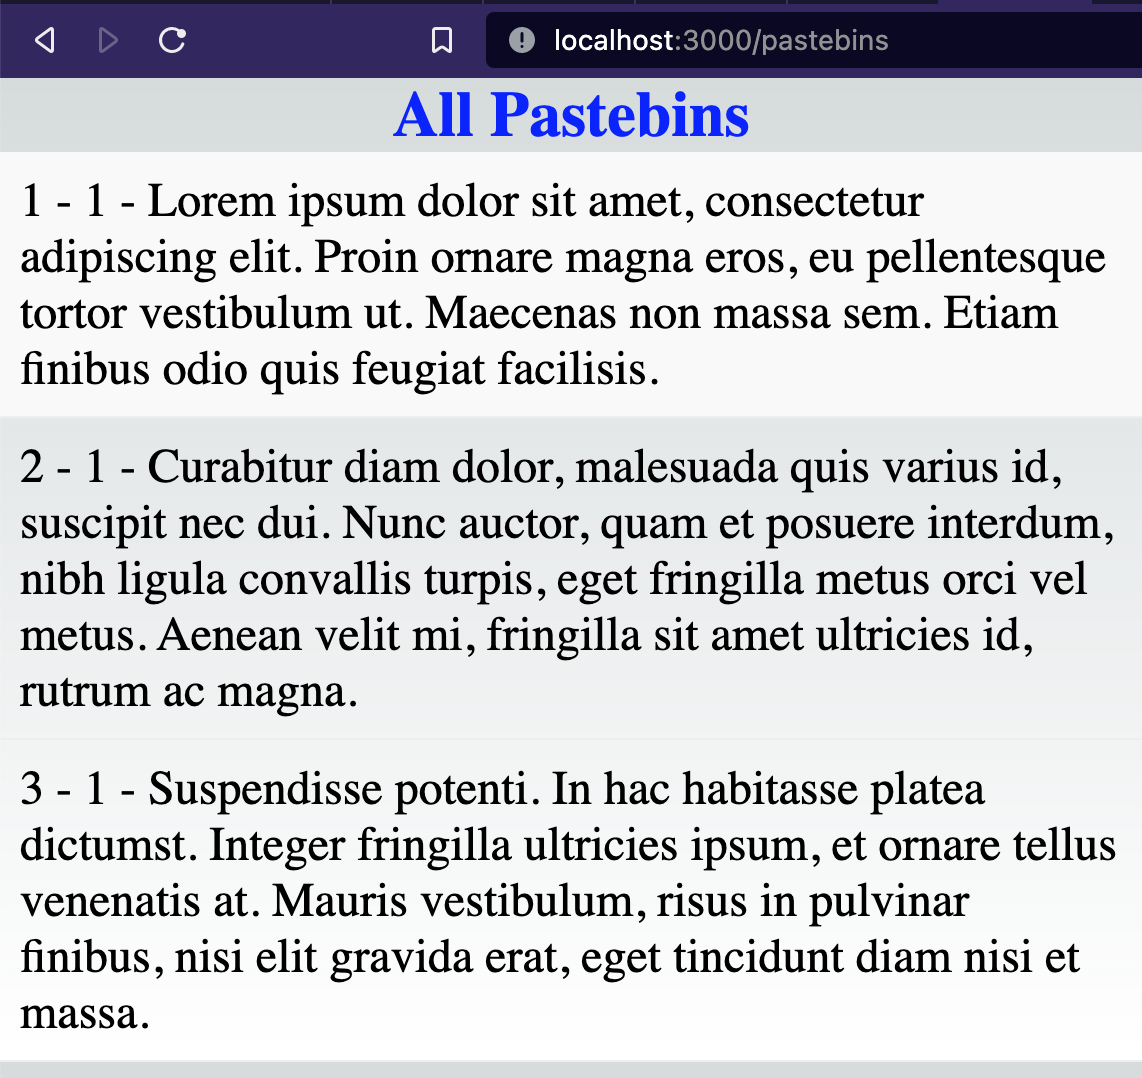 localhost:3000/pastebins
All Pastebins
1 - 1 - Lorem ipsum dolor sit amet, consectetur
adipiscing elit. Proin ornare magna eros, eu pellentesque
tortor vestibulum ut. Maecenas non massa sem. Etiam
finibus odio quis feugiat facilisis.
2 - 1 - Curabitur diam dolor, malesuada quis varius id,
suscipit nec dui. Nunc auctor, quam et posuere interdum,
nibh ligula convallis turpis, eget fringilla metus orci vel
metus. Aenean velit mi, fringilla sit amet ultricies id,
rutrum ac magna.
3 - 1 - Suspendisse potenti. In hac habitasse platea
dictumst. Integer fringilla ultricies ipsum, et ornare tellus
venenatis at. Mauris vestibulum, risus in pulvinar
finibus, nisi elit gravida erat, eget tincidunt diam nisi et
massa.